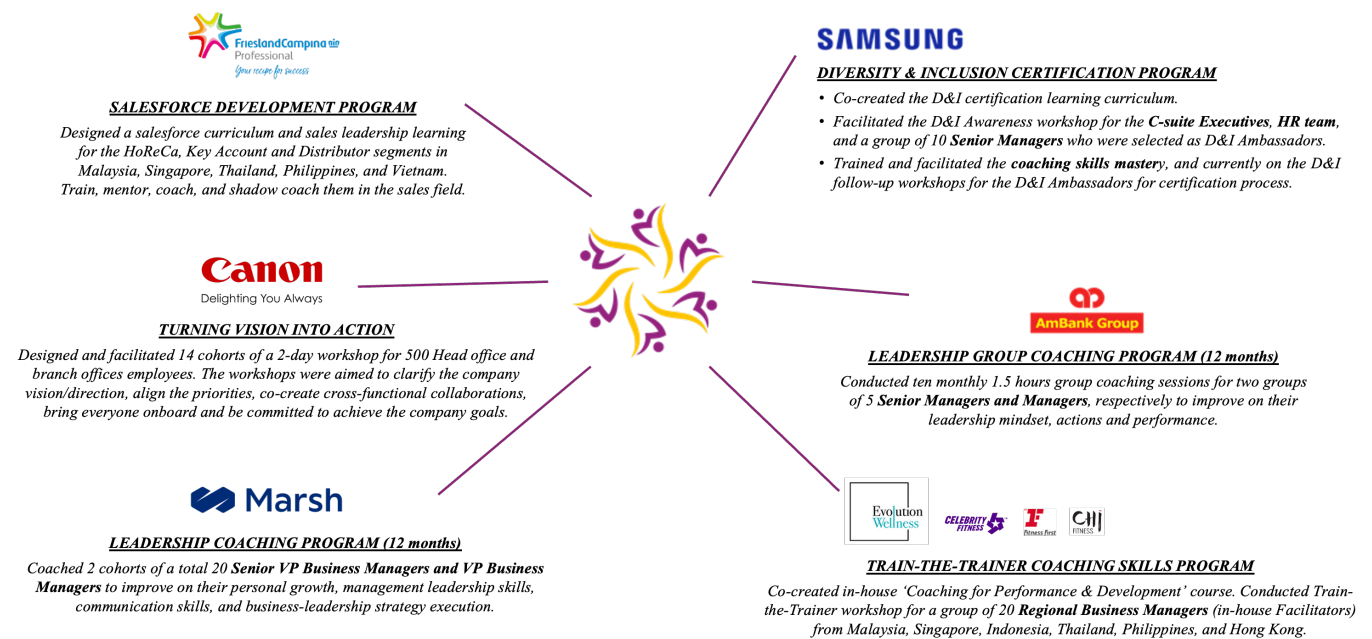 FrieslandCampina
Professional
Your recipe for success
SALESFORCE DEVELOPMENT PROGRAM
Designed a salesforce curriculum and sales leadership learning
for the HoReCa, Key Account and Distributor segments in
Malaysia, Singapore, Thailand, Philippines, and Vietnam.
Train, mentor, coach, and shadow coach them in the sales field.
SAMSUNG
DIVERSITY & INCLUSION CERTIFICATION PROGRAM
• Co-created the D&I certification learning curriculum.
• Facilitated the D&I Awareness workshop for the C-suite Executives, HR team,
and a group of 10 Senior Managers who were selected as D&I Ambassadors.
• Trained and facilitated the coaching skills mastery, and currently on the D&I
follow-up workshops for the D&I Ambassadors for certification process.
Canon
Delighting You Always
TURNING VISION INTO ACTION
Designed and facilitated 14 cohorts of a 2-day workshop for 500 Head office and
branch offices employees. The workshops were aimed to clarify the company
vision/direction, align the priorities, co-create cross-functional collaborations,
bring everyone onboard and be committed to achieve the company goals.
AmBank Group
LEADERSHIP GROUP COACHING PROGRAM (12 months)
Conducted ten monthly 1.5 hours group coaching sessions for two groups
of 5 Senior Managers and Managers, respectively to improve on their
leadership mindset, actions and performance.
Marsh
LEADERSHIP COACHING PROGRAM (12 months)
Coached 2 cohorts of a total 20 Senior VP Business Managers and VP Business
Managers to improve on their personal growth, management leadership skills,
communication skills, and business-leadership strategy execution.
Evolution
Wellness
CELEBRITY
FITNESS
Fitness First
CHi
FITNESS
TRAIN-THE-TRAINER COACHING SKILLS PROGRAM
Co-created in-house ‘Coaching for Performance & Development’ course. Conducted Train-
the-Trainer workshop for a group of 20 Regional Business Managers (in-house Facilitators)
from Malaysia, Singapore, Indonesia, Thailand, Philippines, and Hong Kong.